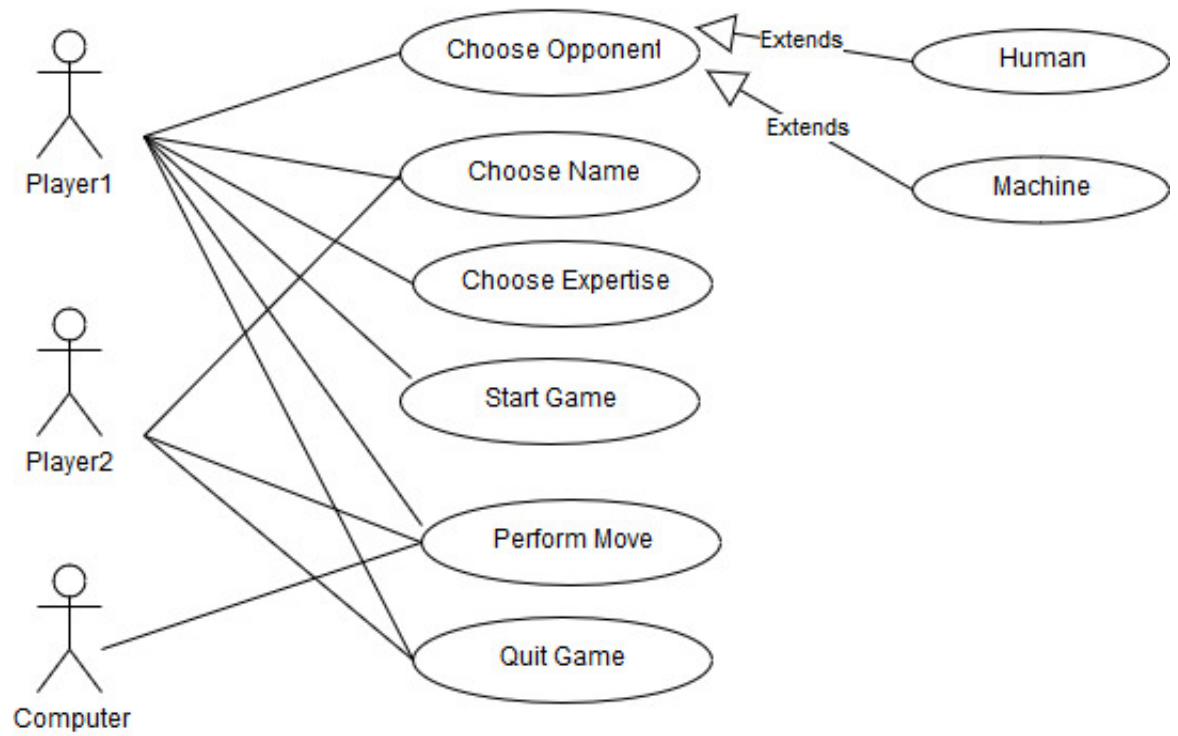 Player1
Player2
Computer
Choose Opponent
Choose Name
Choose Expertise
Start Game
Perform Move
Quit Game
Extends
Extends
Human
Machine